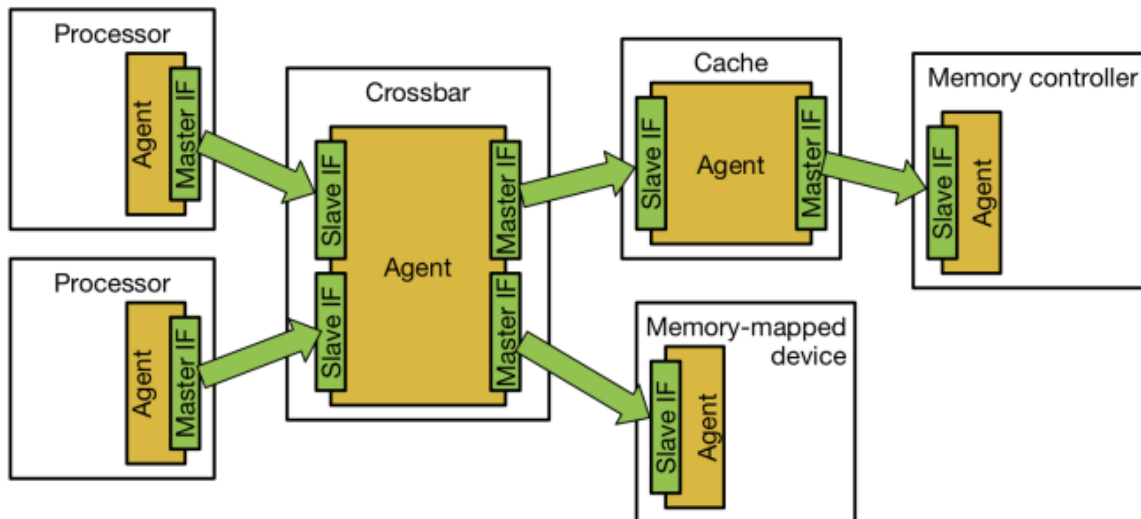 Processor
Agent
Master IF
Processor
Agent
Master IF
Crossbar
Slave IF
Slave IF
Agent
Master IF
Master IF
Cache
Slave IF
Agent
Master IF
Memory-mapped
device
Slave IF
Agent
Memory controller
Slave IF
Agent